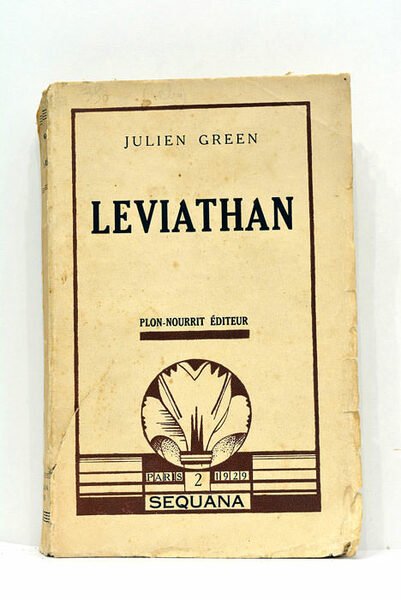 JULIEN GREEN
LEVIATHAN
PLON-NOURRIT ÉDITEUR
PARIS 2 1929
SEQUANA